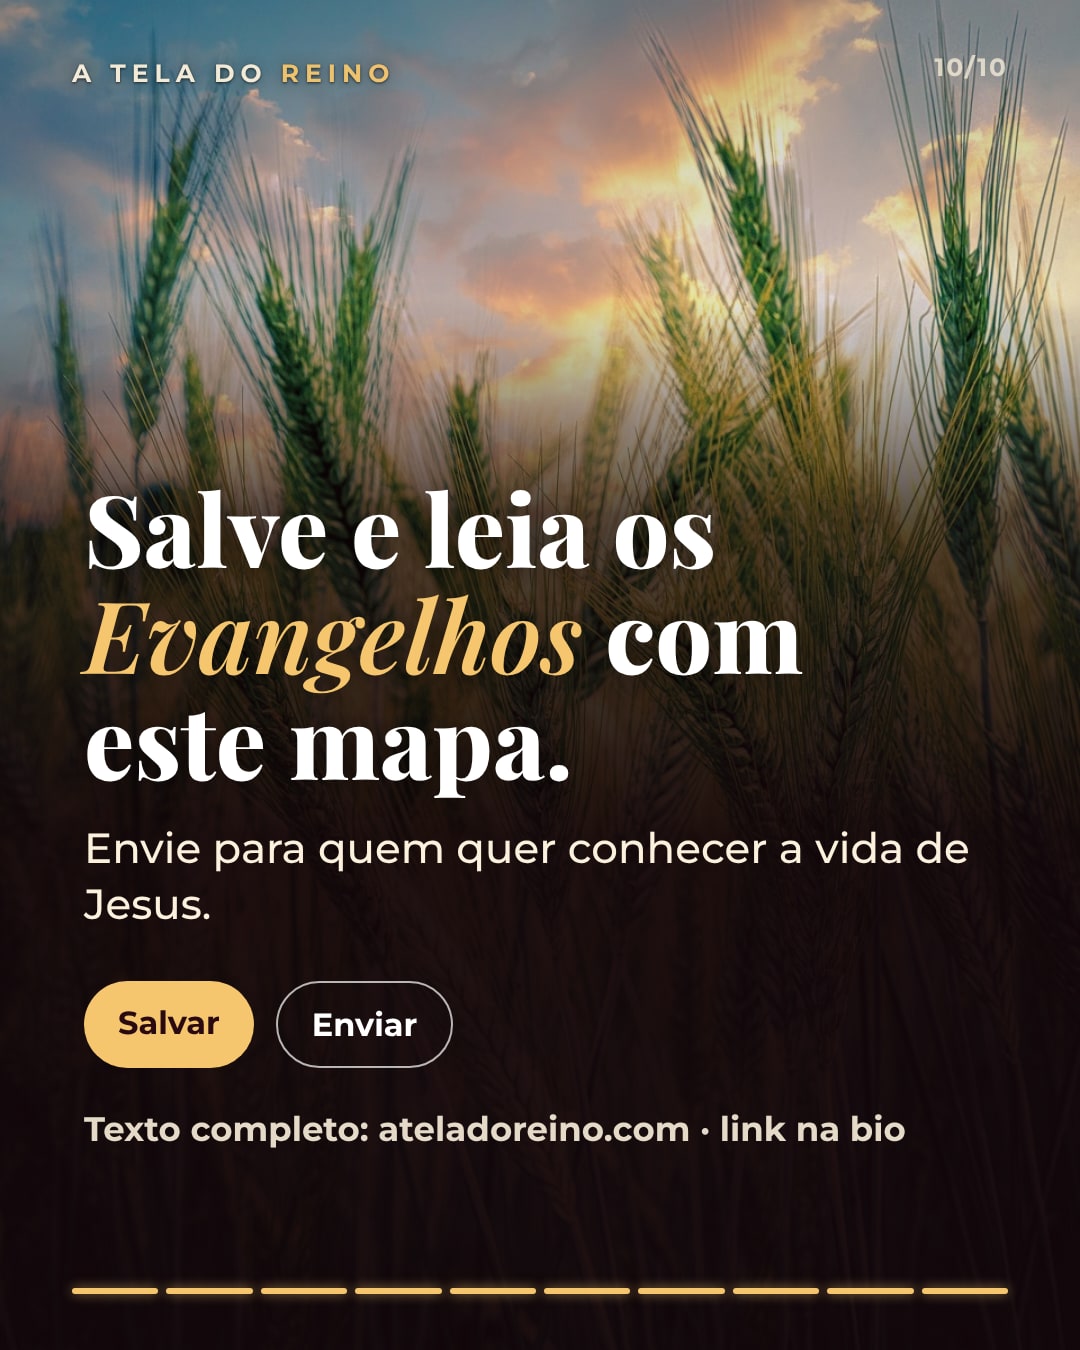 A TELA DO REINO
10/10
Salve e leia os
Evangelhos com
este mapa.
Envie para quem quer conhecer a vida de
Jesus.
Salvar
Enviar
Texto completo: ateladoreino.com · link na bio